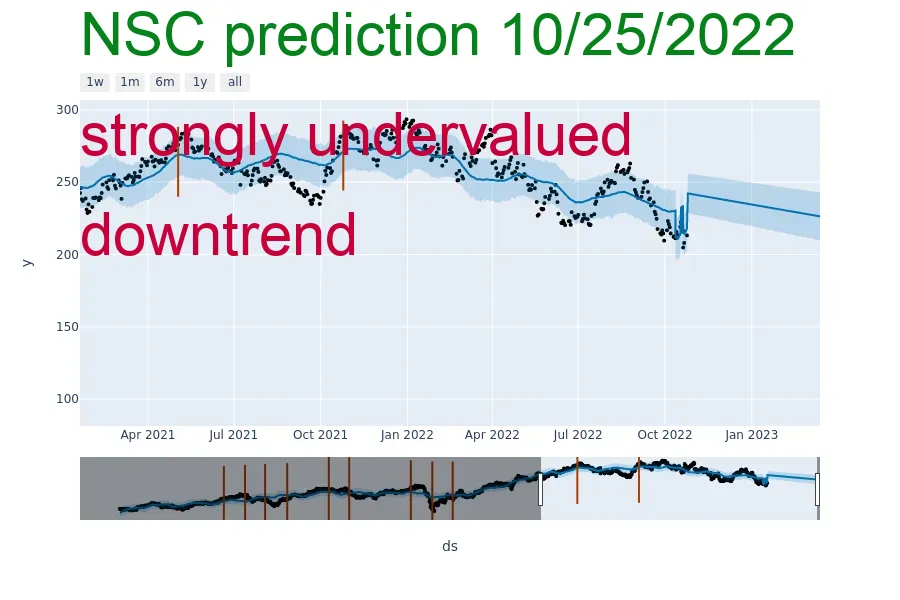 NSC prediction 10/25/2022
1w 1m 6m 1y all
300
strongly undervalued
250
downtrend
200
y
150
100
Apr 2021 Jul 2021 Oct 2021 Jan 2022 Apr 2022 Jul 2022 Oct 2022 Jan 2023
ds